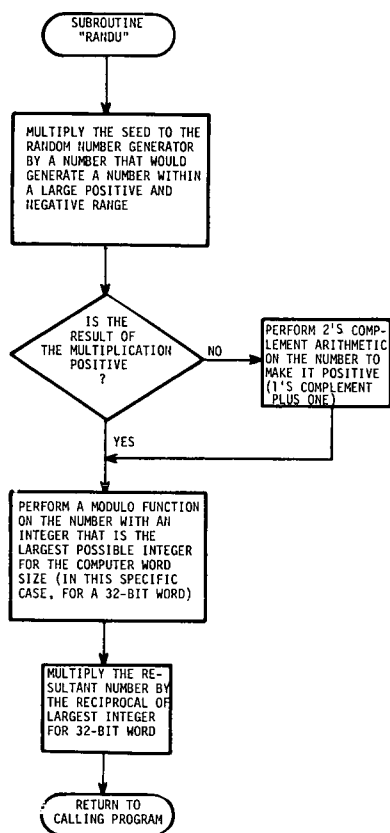 SUBROUTINE
"RANDU"
MULTIPLY THE SEED TO THE
RANDOM NUMBER GENERATOR
BY A NUMBER THAT WOULD
GENERATE A NUMBER WITHIN
A LARGE POSITIVE AND
NEGATIVE RANGE
IS THE
RESULT OF
THE MULTIPLICATION
POSITIVE
?
NO
PERFORM 2'S COMP-
LEMENT ARITHMETIC
ON THE NUMBER TO
MAKE IT POSITIVE
(1'S COMPLEMENT
PLUS ONE)
YES
PERFORM A MODULO FUNCTION
ON THE NUMBER WITH AN
INTEGER THAT IS THE
LARGEST POSSIBLE INTEGER
FOR THE COMPUTER WORD
SIZE (IN THIS SPECIFIC
CASE, FOR A 32-BIT WORD)
MULTIPLY THE RE-
SULTANT NUMBER BY
THE RECIPROCAL OF
LARGEST INTEGER
FOR 32-BIT WORD
RETURN TO
CALLING PROGRAM